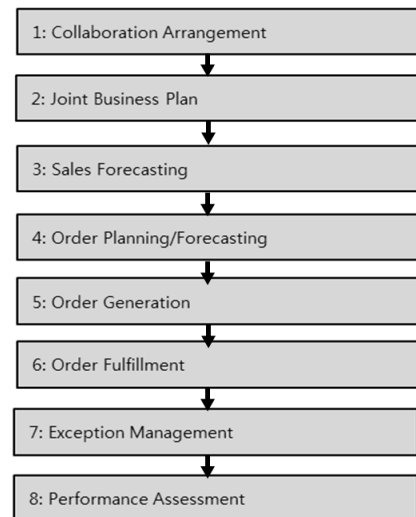 1: Collaboration Arrangement
2: Joint Business Plan
3: Sales Forecasting
4: Order Planning/Forecasting
5: Order Generation
6: Order Fulfillment
7: Exception Management
8: Performance Assessment